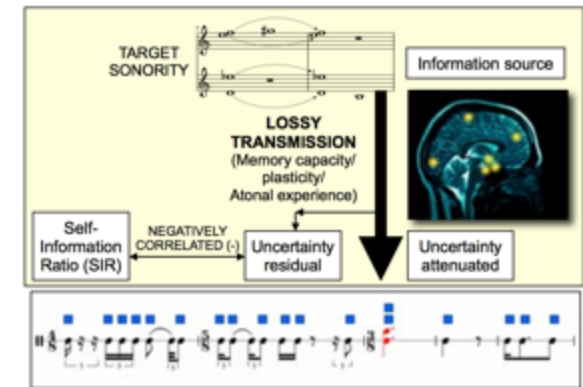 TARGET
SONORITY
Information source
LOSSY
TRANSMISSION
(Memory capacity/
plasticity/
Atonal experience)
Self-
Information
Ratio (SIR)
NEGATIVELY
CORRELATED (-)
Uncertainty
residual
Uncertainty
attenuated